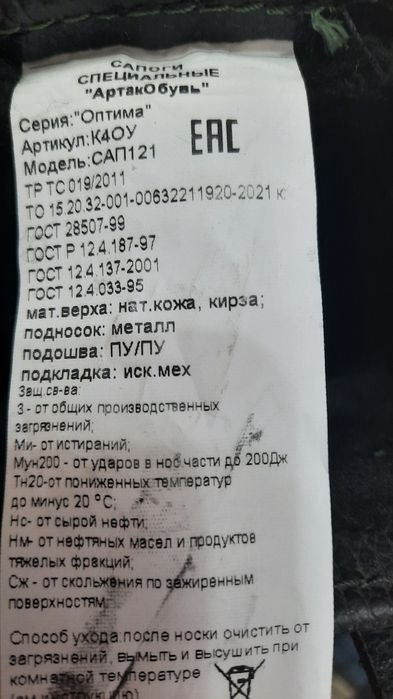 САПОГИ
СПЕЦИАЛЬНЫЕ
"АртакОбувь"
Серия:"Оптима"
Артикул:К4ОУ
Модель:САП121
ЕАС
ТР ТС 019/2011
ТО 15.20.32-001-00632211920-2021 к
ГОСТ 28507-99
ГОСТ Р 12.4.187-97
ГОСТ 12.4.137-2001
ГОСТ 12.4.033-95
мат.верха: нат.кожа, кирза;
подносок: металл
подошва: ПУ/ПУ
подкладка: иск.мех
Защ.св-ва:
З - от общих производственных
загрязнений;
Ми- от истираний;
Мун200 - от ударов в нос.части до 200Дж
Тн20-от пониженных температур
до минус 20 °С;
Нс- от сырой нефти;
Нм- от нефтяных масел и продуктов
тяжелых фракций;
Сж - от скольжения по зажиренным
поверхностям;
Способ ухода:после носки очистить от
загрязнений, вымыть и высушить при
комнатной температуре